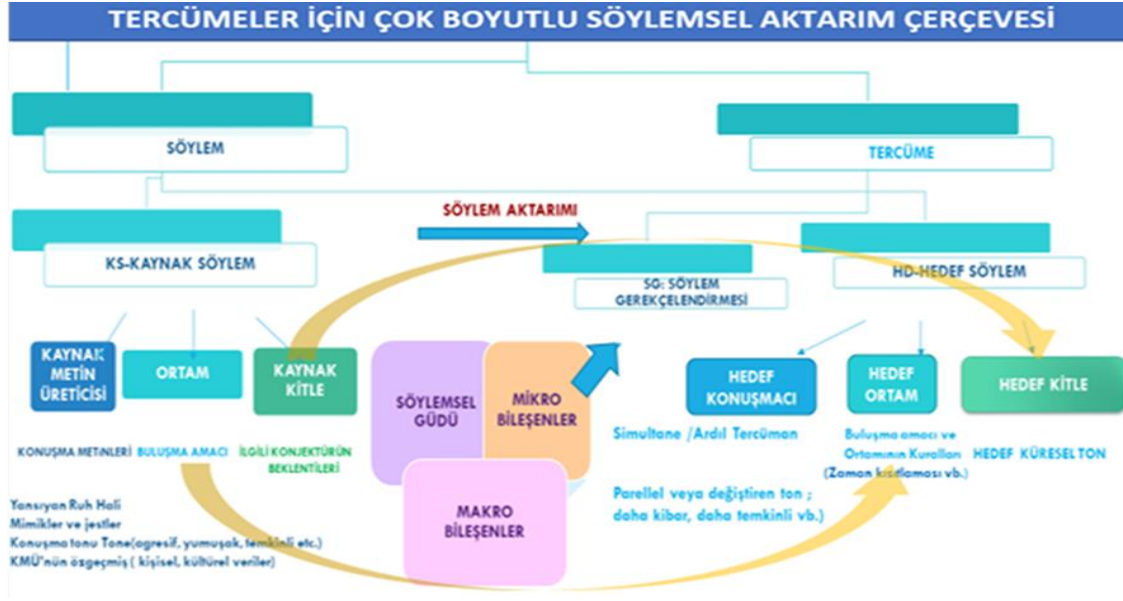 TERCÜMELER İÇİN ÇOK BOYUTLU SÖYLEMSEL AKTARIM ÇERÇEVESİ
SÖYLEM
TERCÜME
SÖYLEM AKTARIMI
KS-KAYNAK SÖYLEM
SG: SÖYLEM
GEREKÇELENDİRMESİ
HD-HEDEF SÖYLEM
KAYNAK
METİN
ÜRETİCİSİ
ORTAM
KAYNAK
KİTLE
SÖYLEMSEL
GÜDÜ
MİKRO
BİLEŞENLER
MAKRO
BİLEŞENLER
HEDEF
KONUŞMACI
HEDEF
ORTAM
HEDEF KİTLE
KONUŞMA METINLERİ
BULUŞMA AMACI
İLGİLİ KONJEKTÜRÜN
BEKLENTİLERİ
Yansıyan Ruh Hali
Mimikler ve jestler
Konuşma tonu Tone(agresif, yumuşak, temkinli etc.)
KMÜ'nün özgeçmiş ( kişisel, kültürel veriler)
Simultane /Ardıl Tercüman
Parellel veya değiştiren ton ;
daha kibar, daha temkinli vb.)
Buluşma amacı ve
Ortamının Kuralları
(Zaman kısıtlaması vb.)
HEDEF KÜRESEL TON